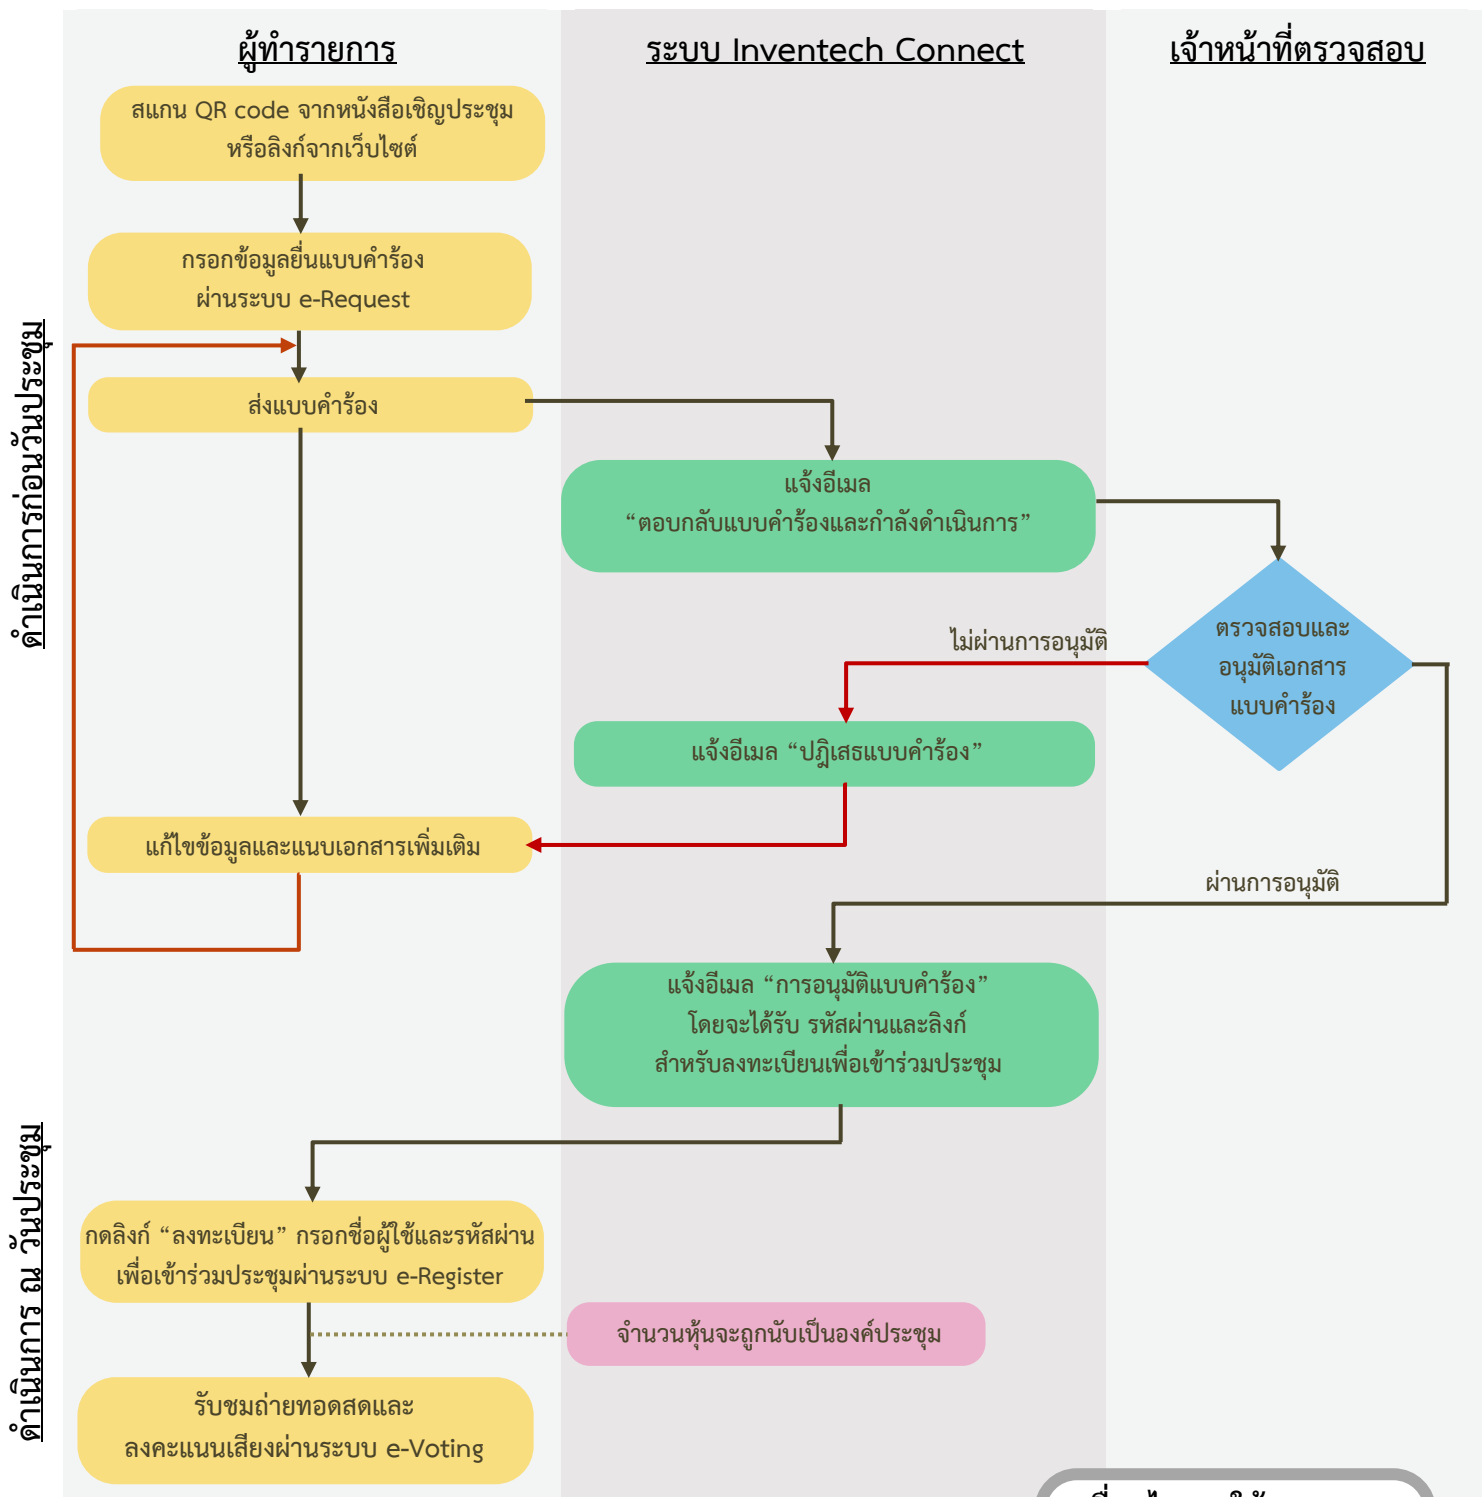 ผู้ทำรายการ
ระบบ Inventech Connect
เจ้าหน้าที่ตรวจสอบ
ดำเนินการก่อนวันประชุม
สแกน QR code จากหนังสือเชิญประชุม
หรือลิงก์จากเว็บไซต์
กรอกข้อมูลยื่นแบบคำร้อง
ผ่านระบบ e-Request
ส่งแบบคำร้อง
แจ้งอีเมล
“ตอบกลับแบบคำร้องและกำลังดำเนินการ”
ตรวจสอบและ
อนุมัติเอกสาร
แบบคำร้อง
ไม่ผ่านการอนุมัติ
แจ้งอีเมล “ปฎิเสธแบบคำร้อง”
แก้ไขข้อมูลและแนบเอกสารเพิ่มเติม
ผ่านการอนุมัติ
แจ้งอีเมล “การอนุมัติแบบคำร้อง”
โดยจะได้รับ รหัสผ่านและลิงก์
สำหรับลงทะเบียนเพื่อเข้าร่วมประชุม
ดำเนินการ ณ วันประชุม
กดลิงก์ “ลงทะเบียน” กรอกชื่อผู้ใช้และรหัสผ่าน
เพื่อเข้าร่วมประชุมผ่านระบบ e-Register
จำนวนหุ้นจะถูกนับเป็นองค์ประชุม
รับชมถ่ายทอดสดและ
ลงคะแนนเสียงผ่านระบบ e-Voting